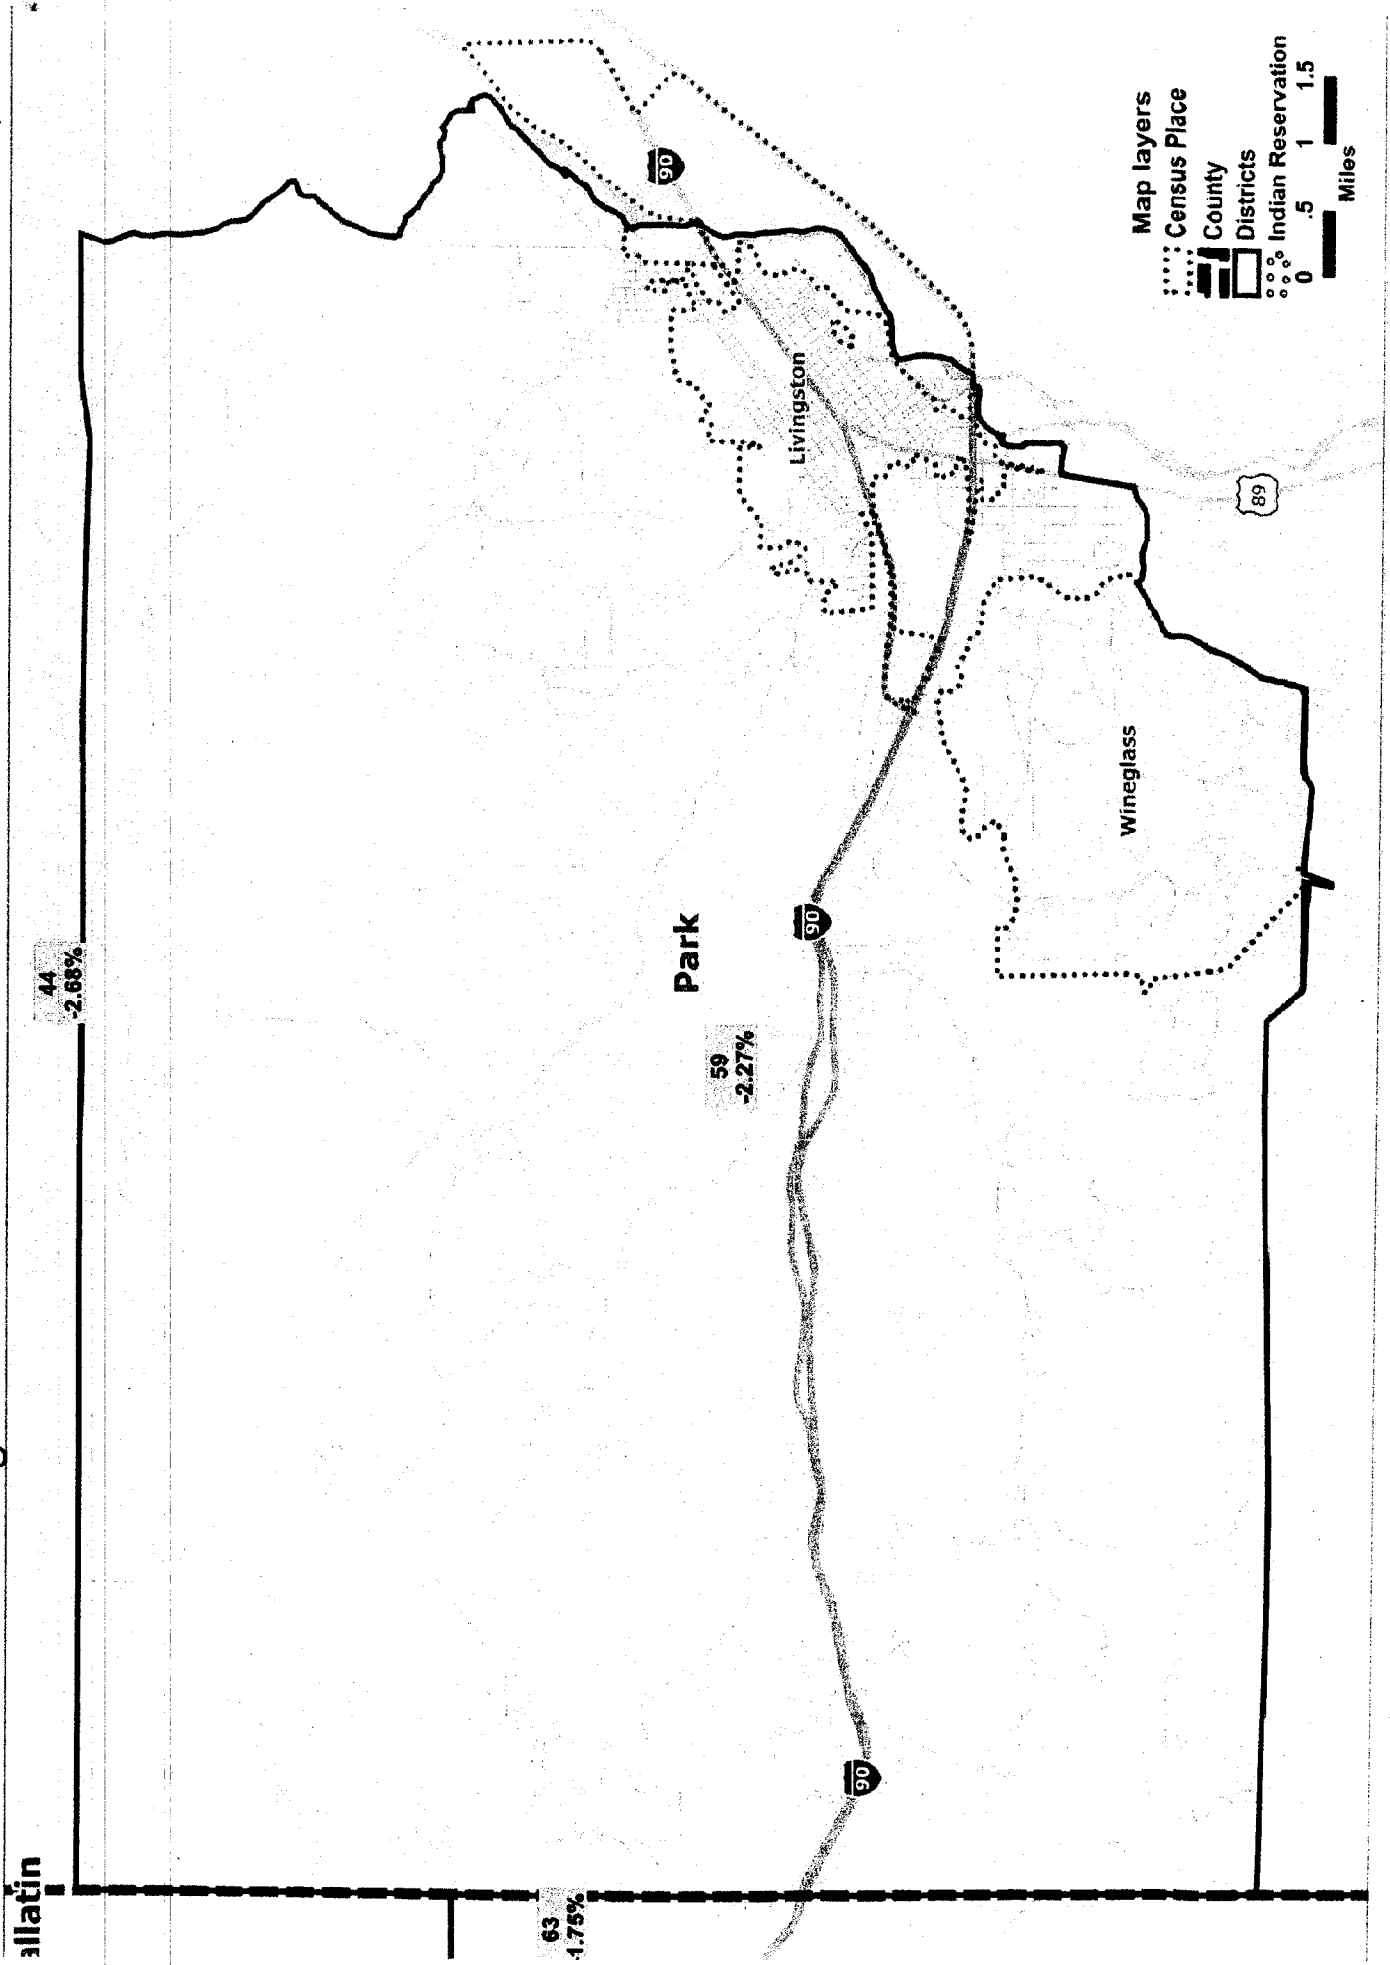 allatin
44
-2.68%
90
Livingston
Park
59
-2.27%
90
89
Wineglass
90
63
-1.75%
Map layers
Census Place
County
Districts
Indian Reservation
0 .5 1 1.5
Miles